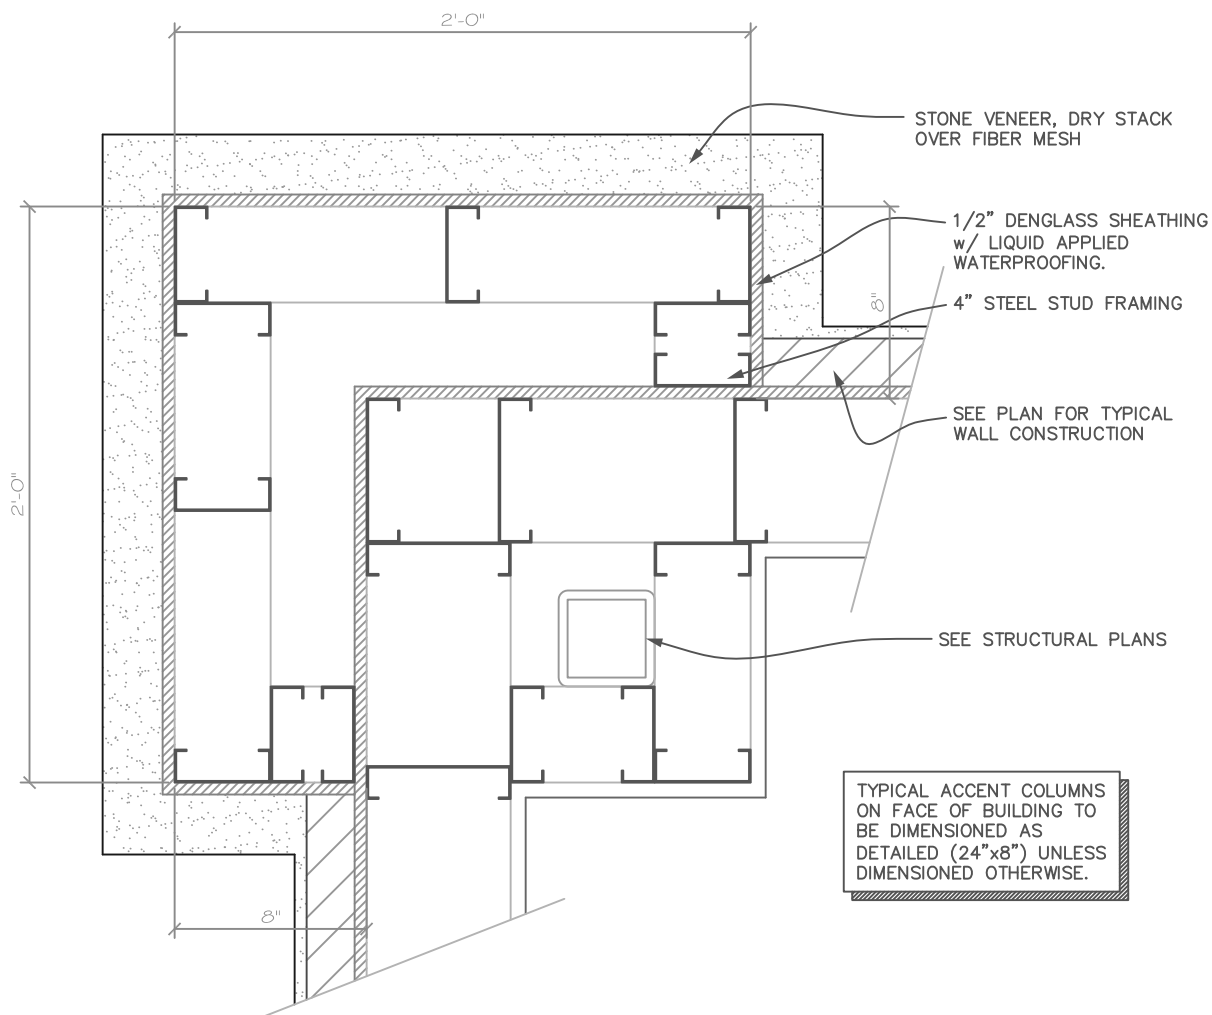 2'-0"
STONE VENEER, DRY STACK
OVER FIBER MESH
1/2" DENGLASS SHEATHING
w/ LIQUID APPLIED
WATERPROOFING.
8"
4" STEEL STUD FRAMING
SEE PLAN FOR TYPICAL
WALL CONSTRUCTION
2'-0"
SEE STRUCTURAL PLANS
TYPICAL ACCENT COLUMNS
ON FACE OF BUILDING TO
BE DIMENSIONED AS
DETAILED (24"x8") UNLESS
DIMENSIONED OTHERWISE.
8"